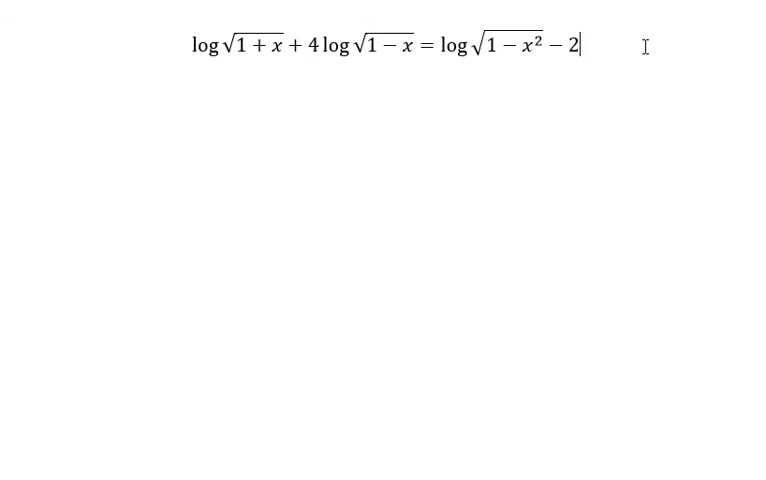 log √1 + x + 4 log √1 − x = log √1 − x² − 2